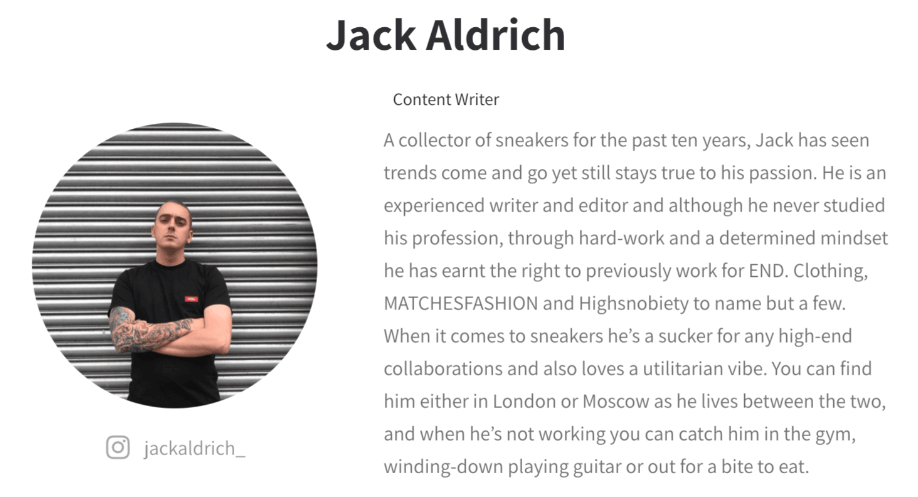 Jack Aldrich
Content Writer
A collector of sneakers for the past ten years, Jack has seen
trends come and go yet still stays true to his passion. He is an
experienced writer and editor and although he never studied
his profession, through hard-work and a determined mindset
he has earnt the right to previously work for END. Clothing,
MATCHESFASHION and Highsnobiety to name but a few.
When it comes to sneakers he’s a sucker for any high-end
collaborations and also loves a utilitarian vibe. You can find
him either in London or Moscow as he lives between the two,
and when he’s not working you can catch him in the gym,
winding-down playing guitar or out for a bite to eat.
jackaldrich_